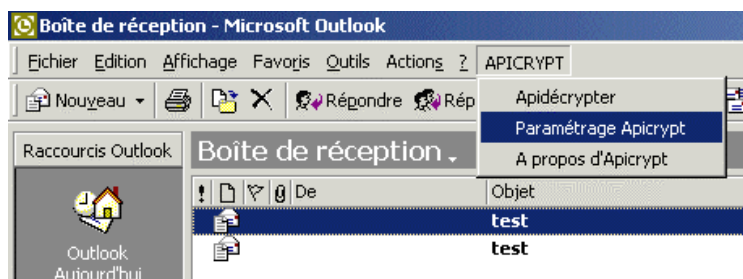 Boîte de réception - Microsoft Outlook
Fichier Edition Affichage Favoris Outils Actions ? APICRYPT
Nouveau Répondre Rép
Apidécrypter
Paramétrage Apicrypt
A propos d'Apicrypt
Raccourcis Outlook
Boîte de réception
! De Objet
test
test
Outlook
Aujourd'hui